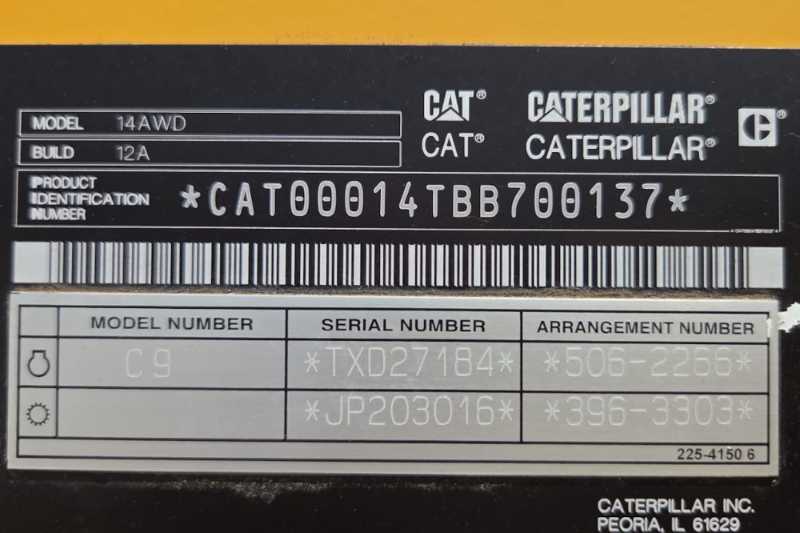 CAT® CATERPILLAR®
MODEL 14AWD
BUILD 12A
CAT® CATERPILLAR®
PRODUCT IDENTIFICATION NUMBER *CAT00014TBB700137*
MODEL NUMBER SERIAL NUMBER ARRANGEMENT NUMBER
C9 *TXD27184* *506-2266*
*JP203016* *396-3303*
225-4150 6
CATERPILLAR INC.
PEORIA, IL 61629